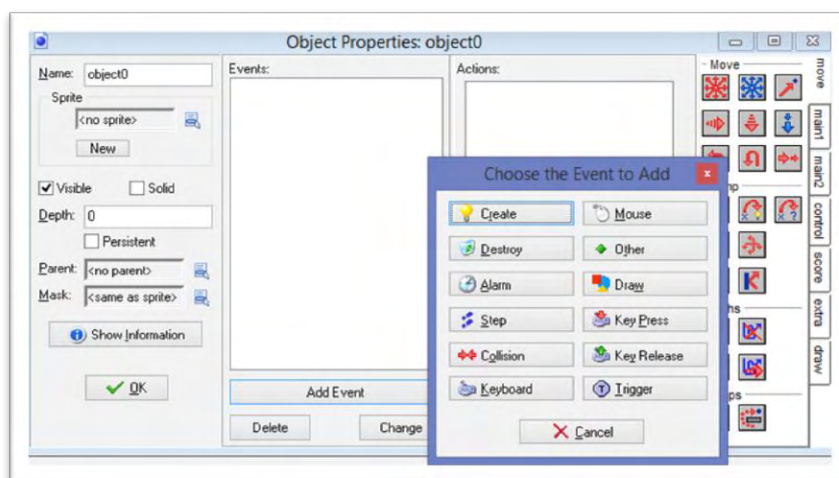 Object Properties: object0
Name: object0
Sprite
<no sprite>
New
Visible
Solid
Depth: 0
Persistent
Parent: <no parent>
Mask: <same as sprite>
Show Information
OK
Events:
Add Event
Delete
Change
Actions:
Choose the Event to Add
Create
Mouse
Destroy
Other
Alarm
Draw
Step
Key Press
Collision
Key Release
Keyboard
Trigger
Cancel
Move
move
main1
main2
control
score
extra
draw